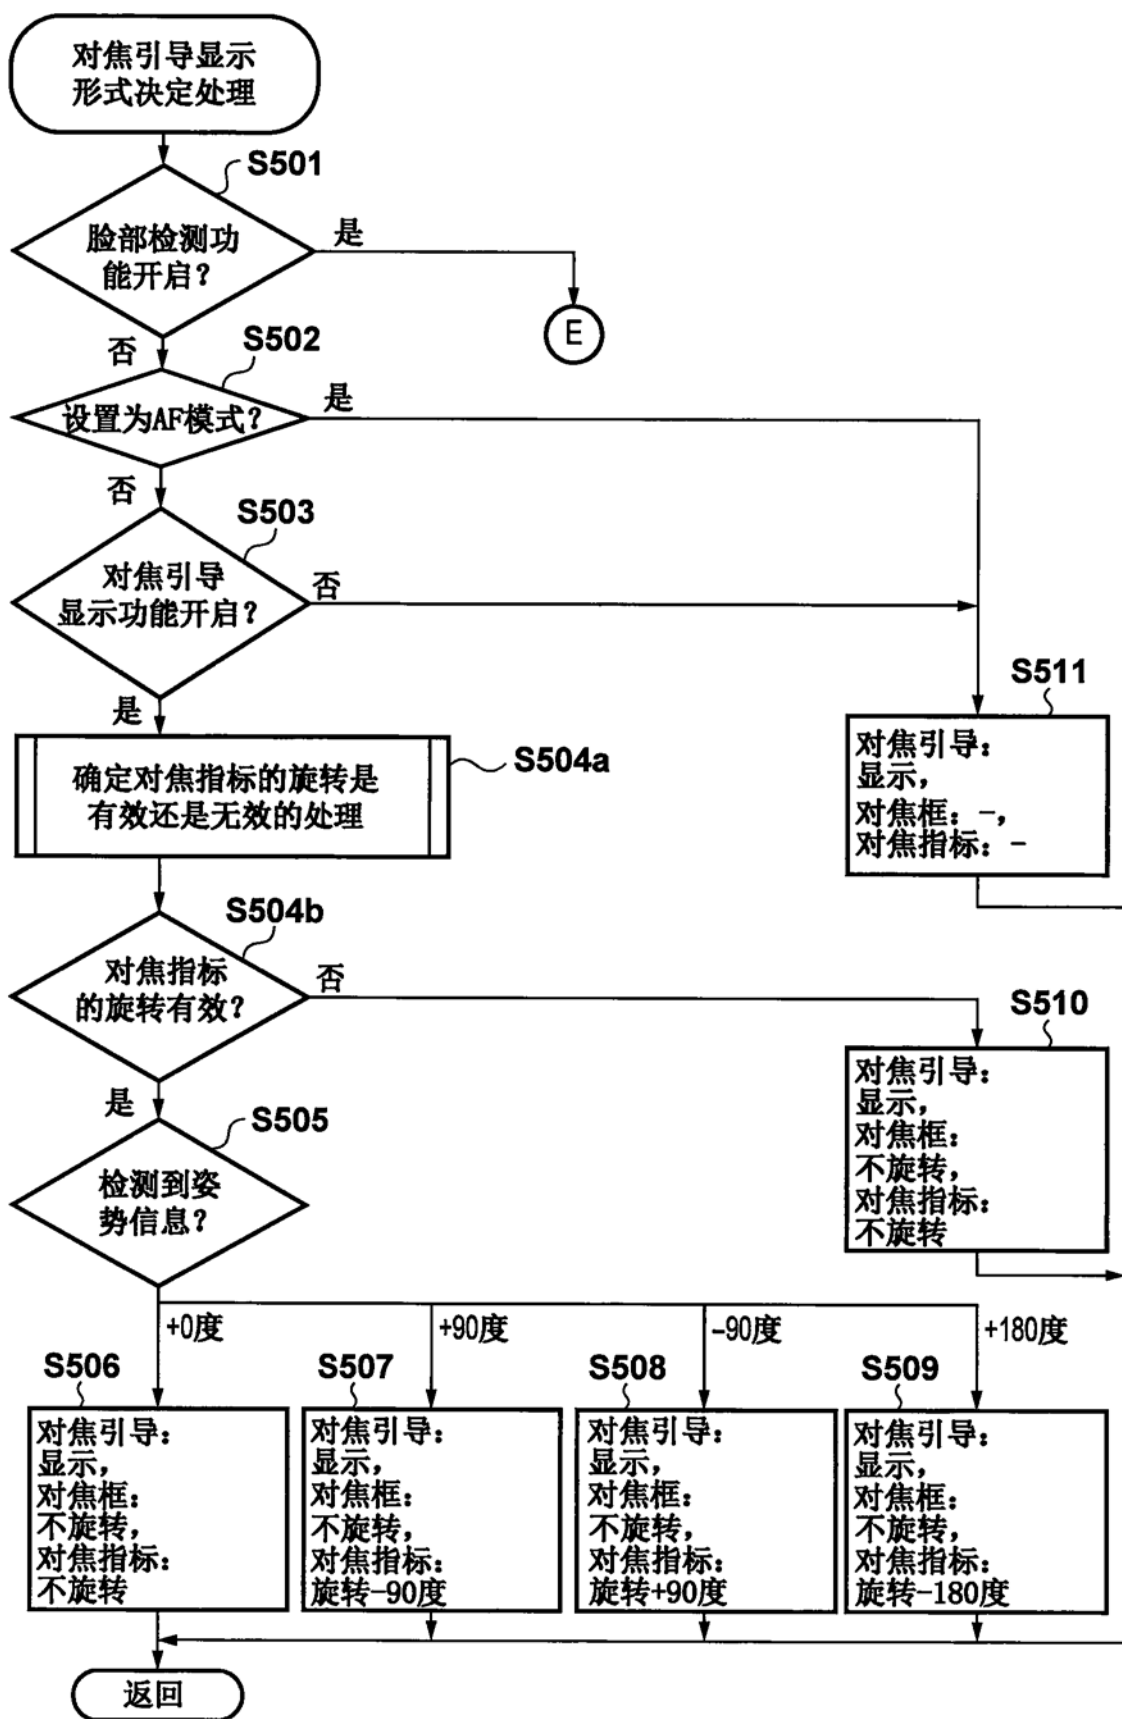 对焦引导显示
形式决定处理
S501
脸部检测功
能开启?
是
E
否
S502
设置为AF模式?
是
否
S503
对焦引导
显示功能开启?
否
是
S511
对焦引导:
显示,
对焦框: -,
对焦指标: -
S504a
确定对焦指标的旋转是
有效还是无效的处理
S504b
对焦指标
的旋转有效?
否
是
S510
对焦引导:
显示,
对焦框:
不旋转,
对焦指标:
不旋转
S505
检测到姿
势信息?
+0度
+90度
-90度
+180度
S506
对焦引导:
显示,
对焦框:
不旋转,
对焦指标:
不旋转
S507
对焦引导:
显示,
对焦框:
不旋转,
对焦指标:
旋转-90度
S508
对焦引导:
显示,
对焦框:
不旋转,
对焦指标:
旋转+90度
S509
对焦引导:
显示,
对焦框:
不旋转,
对焦指标:
旋转-180度
返回